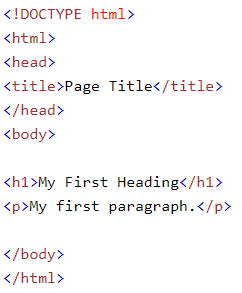 <!DOCTYPE html>
<html>
<head>
<title>Page Title</title>
</head>
<body>
<h1>My First Heading</h1>
<p>My first paragraph.</p>
</body>
</html>